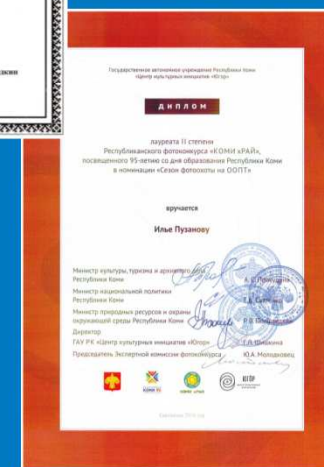 Государственное автономное учреждение Республики Коми
«Центр культурных инициатив «Югор»
ДИПЛОМ
лауреата II степени
Республиканского фотоконкурса «КОМИ кРАЙ»,
посвященного 95-летию со дня образования Республики Коми
в номинации «Сезон фотоохоты на ООПТ»
вручается
Илье Пузанову
Министр культуры, туризма и архивного дела
Республики Коми
Министр национальной политики
Республики Коми
Министр природных ресурсов и охраны
окружающей среды Республики Коми
Директор
ГАУ РК «Центр культурных инициатив «Югор»
Председатель Экспертной комиссии фотоконкурса Ю.А. Молодковец